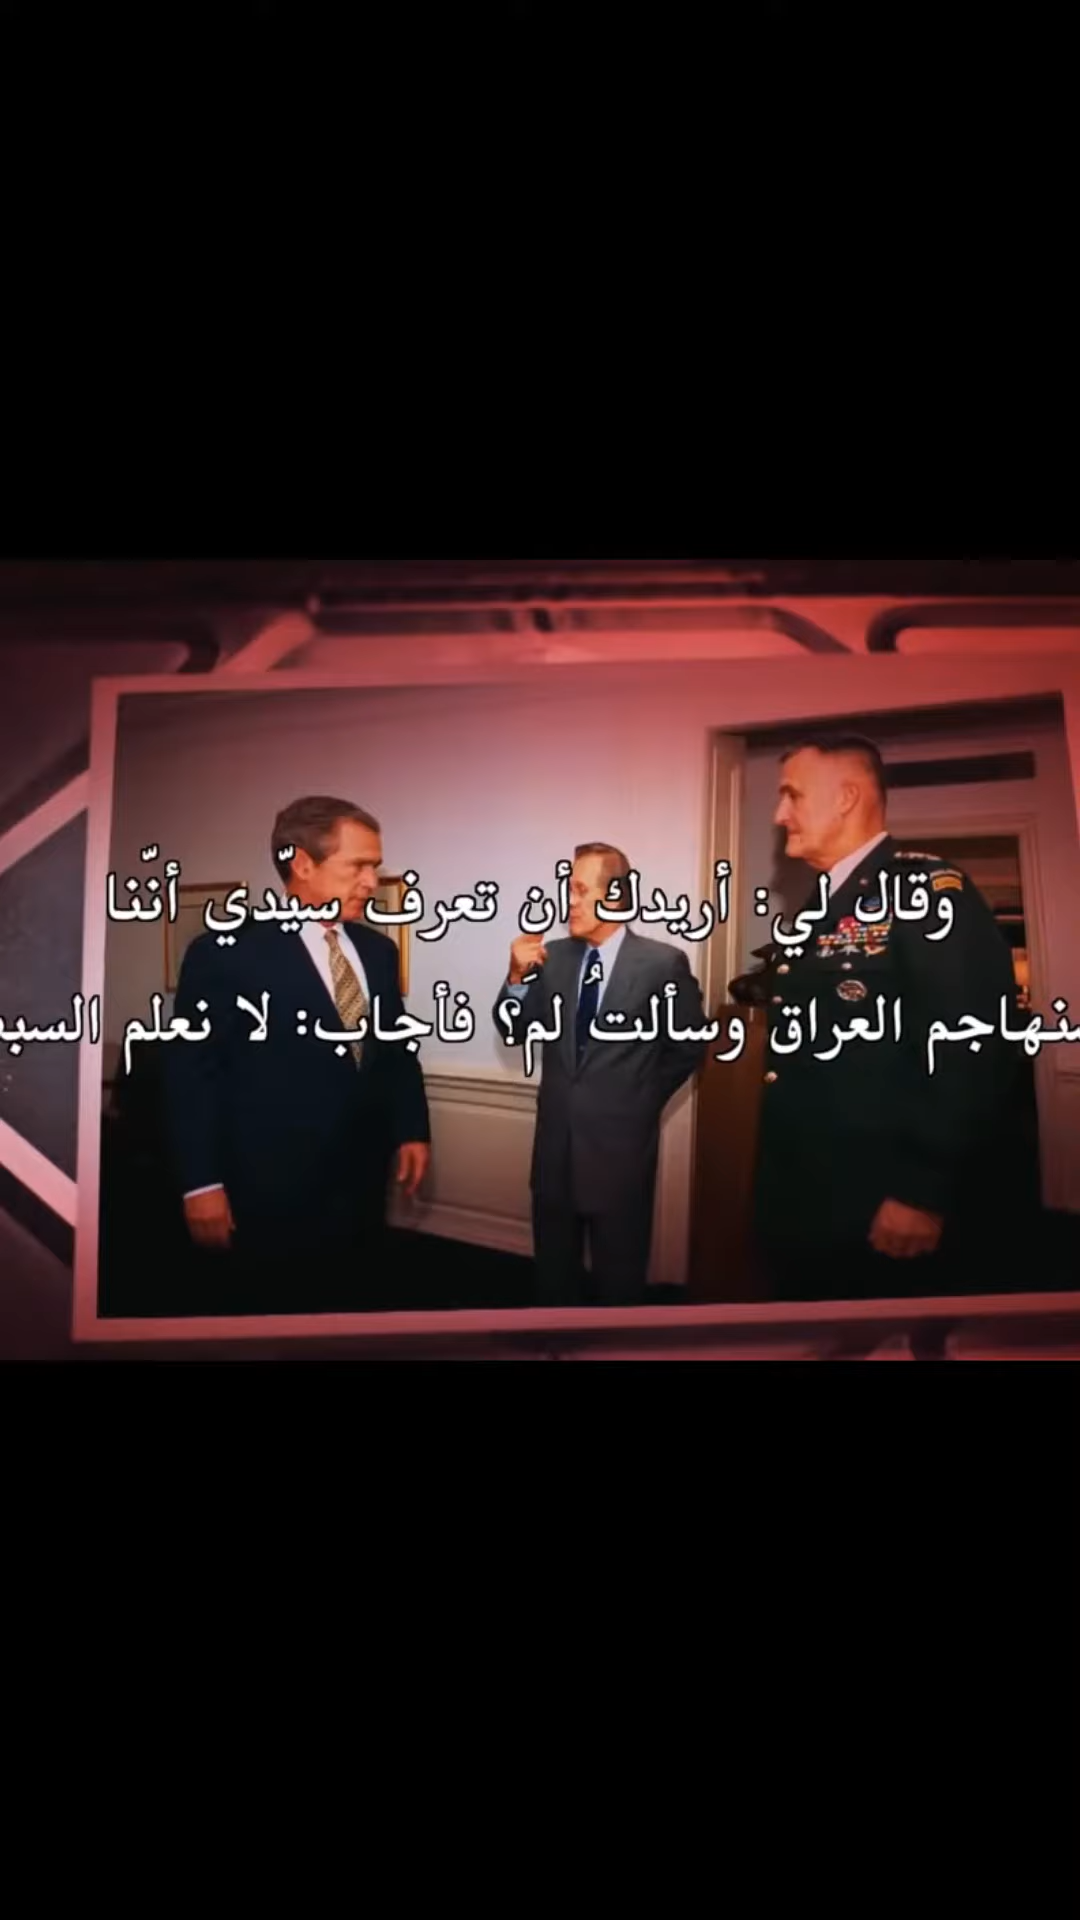 وقال لي: أريدك أن تعرف سيّدي أنّنا
سنهاجم العراق وسألتُ لمَ؟ فأجاب: لا نعلم